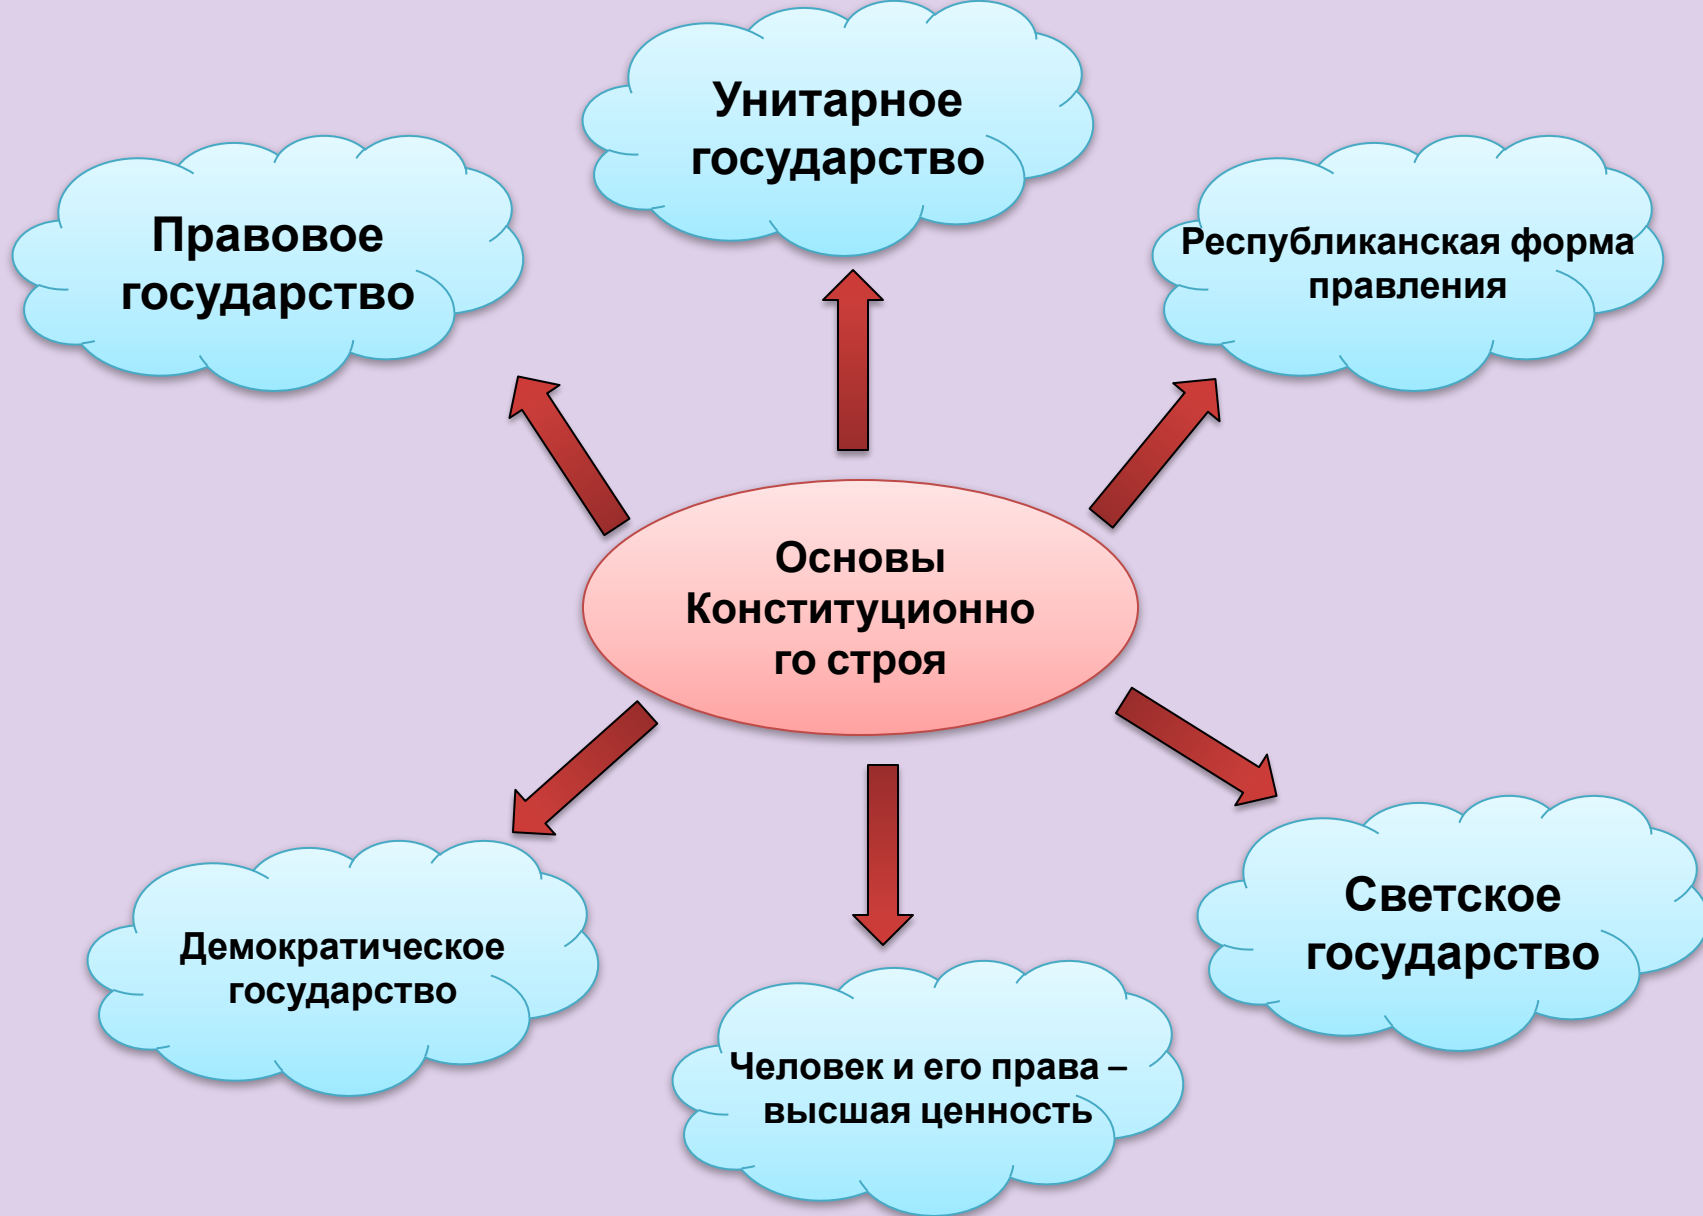 Унитарное
государство
Правовое
государство
Республиканская форма
правления
Основы
Конституционно
го строя
Демократическое
государство
Светское
государство
Человек и его права –
высшая ценность